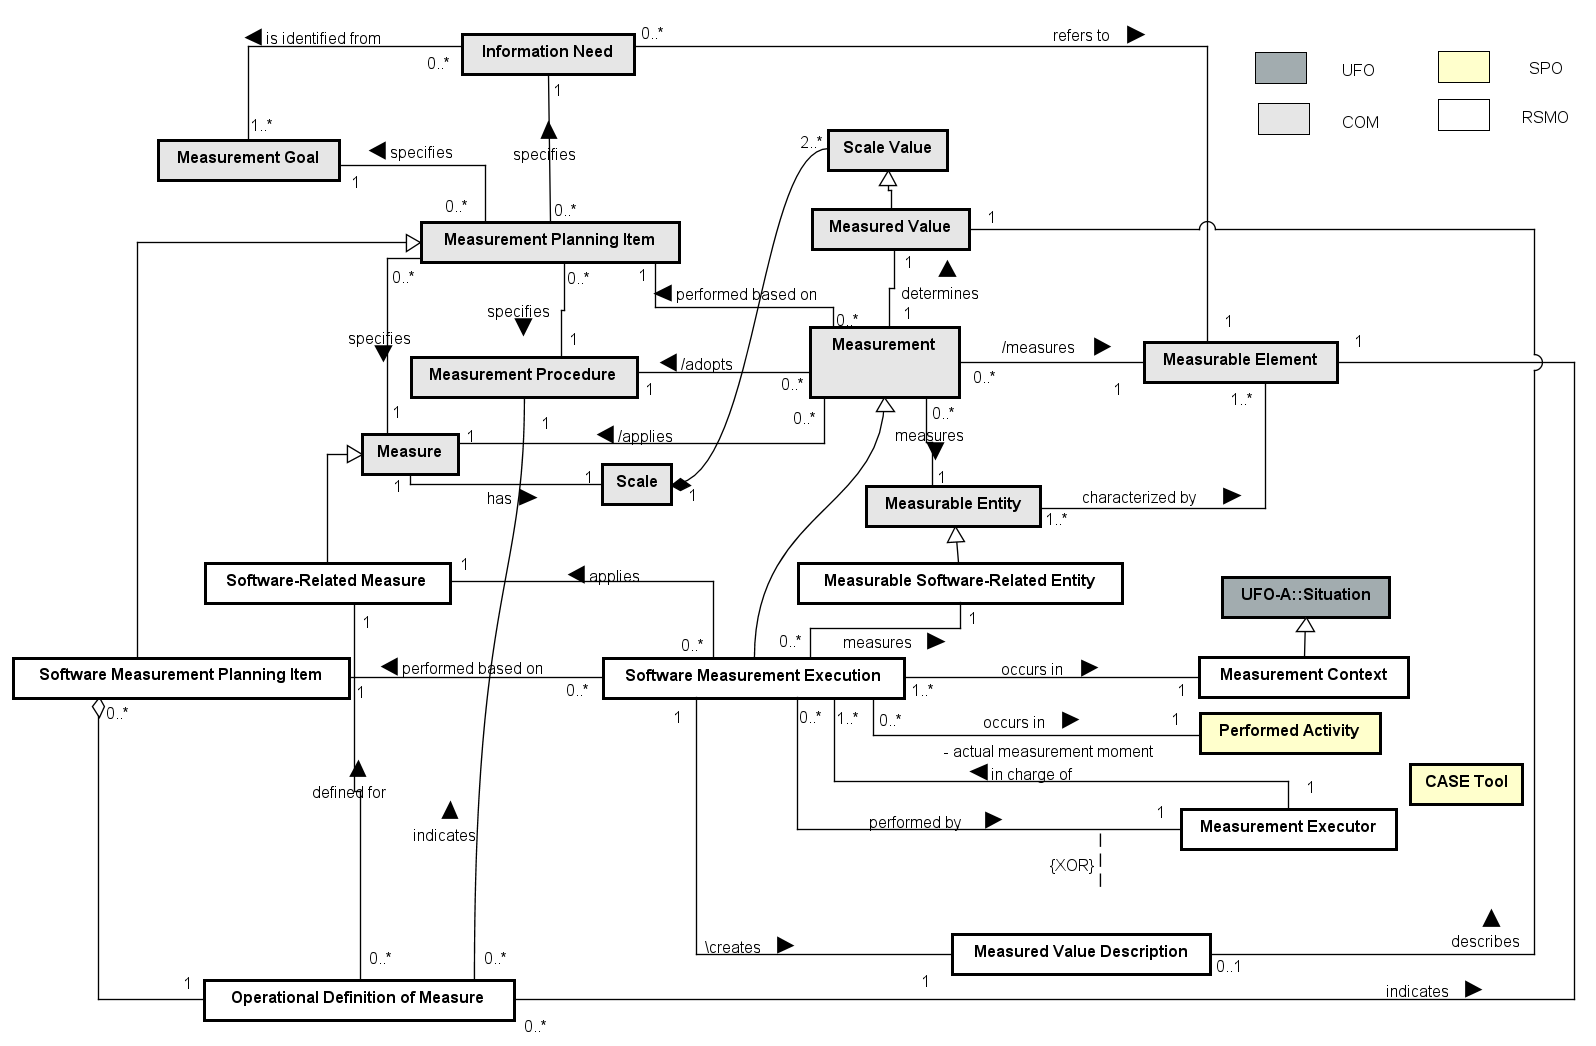 is identified from
Information Need
0..*
refers to
0..*
UFO
SPO
COM
RSMO
1
1..*
Measurement Goal
specifies
specifies
1
0..*
0..*
2..*
Scale Value
Measured Value
1
Measurement Planning Item
0..*
0..*
1
performed based on
0..*
1
determines
1
specifies
specifies
1
Measurement Procedure
1
/adopts
0..*
Measurement
/measures
0..*
1
1
Measurable Element
1
1..*
1
1
/applies
0..*
0..*
measures
1
Measure
1
1
has
1
Scale
1
Measurable Entity
1..*
characterized by
Software-Related Measure
1
applies
0..*
1
Measurable Software-Related Entity
1
measures
0..*
UFO-A::Situation
Software Measurement Planning Item
0..*
1
performed based on
0..*
Software Measurement Execution
1..*
occurs in
1
Measurement Context
1
0..*
1..*
0..*
occurs in
1
Performed Activity
- actual measurement moment
in charge of
1
CASE Tool
defined for
indicates
performed by
1
Measurement Executor
{XOR}
\creates
1
Measured Value Description
0..1
describes
0..*
0..*
1
Operational Definition of Measure
0..*
indicates